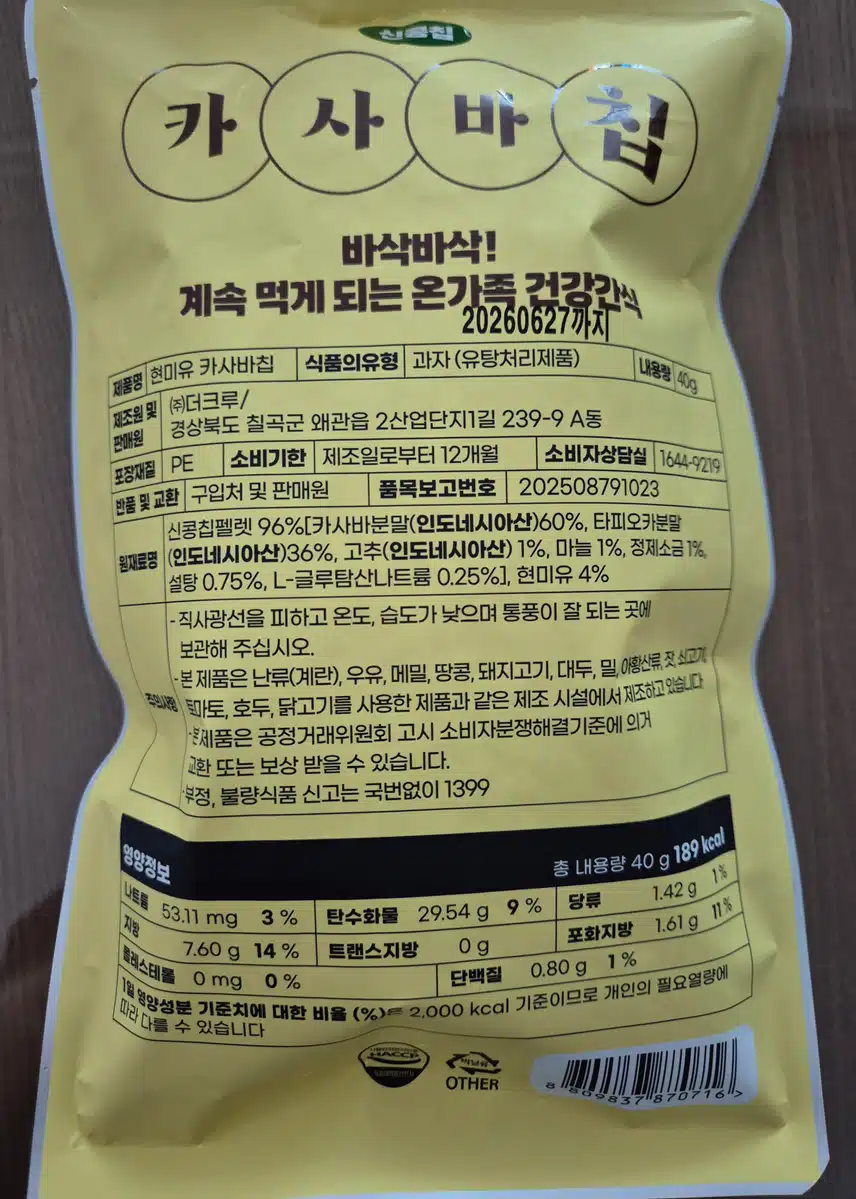 신콩칩
카사바칩
바삭바삭!
계속 먹게 되는 온가족 건강간식
20260627까지
제품명 현미유 카사바칩 식품의유형 과자 (유탕처리제품) 내용량 40g
제조원 및 판매원 ㈜더크루/
경상북도 칠곡군 왜관읍 2산업단지1길 239-9 A동
포장재질 PE 소비기한 제조일로부터 12개월 소비자상담실 1644-9219
반품 및 교환 구입처 및 판매원 품목보고번호 202508791023
원재료명 신콩칩펠렛 96%[카사바분말(인도네시아산)60%, 타피오카분말
(인도네시아산)36%, 고추(인도네시아산) 1%, 마늘 1%, 정제소금 1%,
설탕 0.75%, L-글루탐산나트륨 0.25%], 현미유 4%
주의사항
- 직사광선을 피하고 온도, 습도가 낮으며 통풍이 잘 되는 곳에
보관해 주십시오.
- 본 제품은 난류(계란), 우유, 메밀, 땅콩, 돼지고기, 대두, 밀, 아황산류, 잣, 쇠고기,
토마토, 호두, 닭고기를 사용한 제품과 같은 제조 시설에서 제조하고 있습니다
- 본 제품은 공정거래위원회 고시 소비자분쟁해결기준에 의거
교환 또는 보상 받을 수 있습니다.
·부정, 불량식품 신고는 국번없이 1399
영양정보 총 내용량 40 g 189 kcal
나트륨 53.11 mg 3 % 탄수화물 29.54 g 9 % 당류 1.42 g 1 %
지방 7.60 g 14 % 트랜스지방 0 g 포화지방 1.61 g 11 %
콜레스테롤 0 mg 0 % 단백질 0.80 g 1 %
1일 영양성분 기준치에 대한 비율 (%)은 2,000 kcal 기준이므로 개인의 필요열량에
따라 다를 수 있습니다
HACCP
비닐류
OTHER
8 809837 870716 >